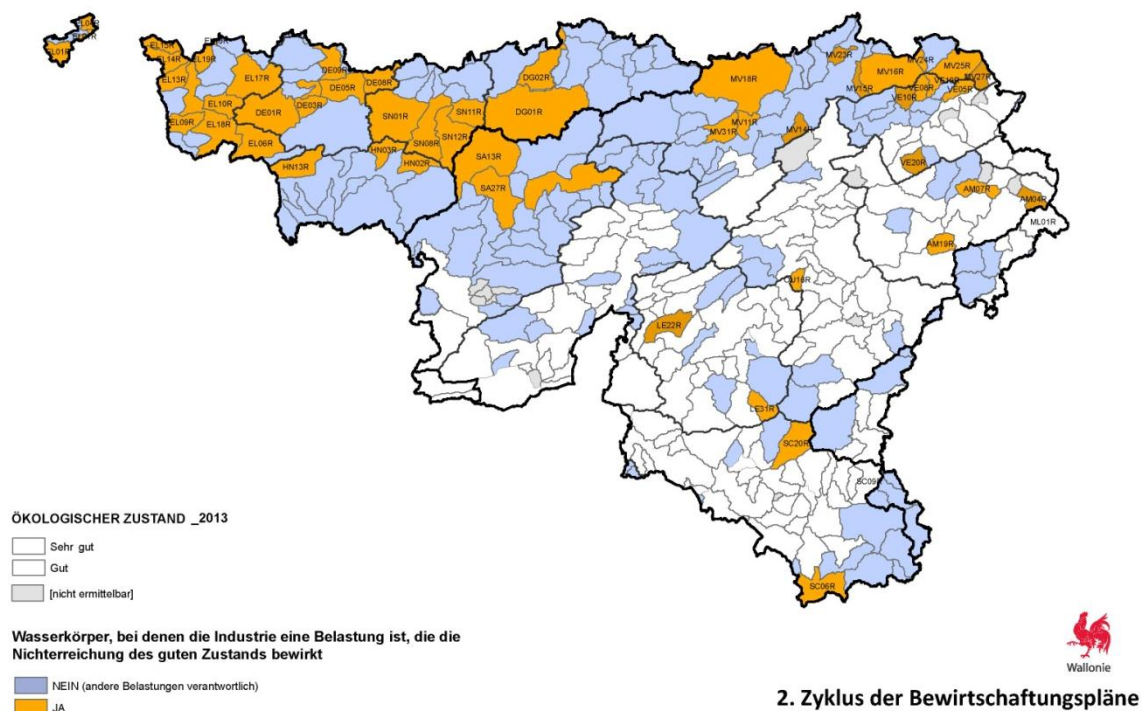 EL01R
EL15R
EL14R
EL13R
EL19R
EL17R
EL10R
EL09R
EL18R
EL06R
DE01R
DE03R
DE05R
DE08R
SN01R
SN11R
SN12R
SN08R
HN03R
HN02R
HN13R
DG02R
DG01R
SA13R
SA27R
MV18R
MV11R
MV31R
MV14R
MV23R
MV16R
MV15R
MV24R
MV25R
MV27R
VE10R
VE08R
VE05R
VE20R
AM07R
AM04R
ML01R
AM19R
LE22R
LE31R
SC20R
SC06R
ÖKOLOGISCHER ZUSTAND _2013
Sehr gut
Gut
[nicht ermittelbar]
Wasserkörper, bei denen die Industrie eine Belastung ist, die die
Nichterreichung des guten Zustands bewirkt
NEIN (andere Belastungen verantwortlich)
JA
Wallonie
2. Zyklus der Bewirtschaftungspläne